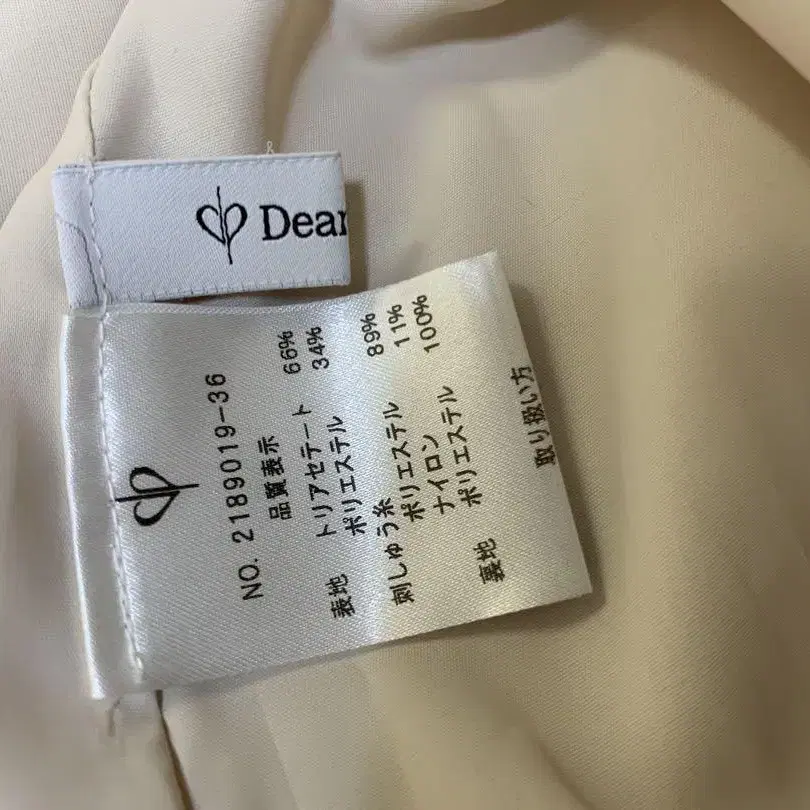 Dear
NO. 2189019-36
品質表示
表地 トリアセテート 66%
ポリエステル 34%
刺しゅう糸
ポリエステル 89%
ナイロン 11%
裏地 ポリエステル 100%
取り扱い方